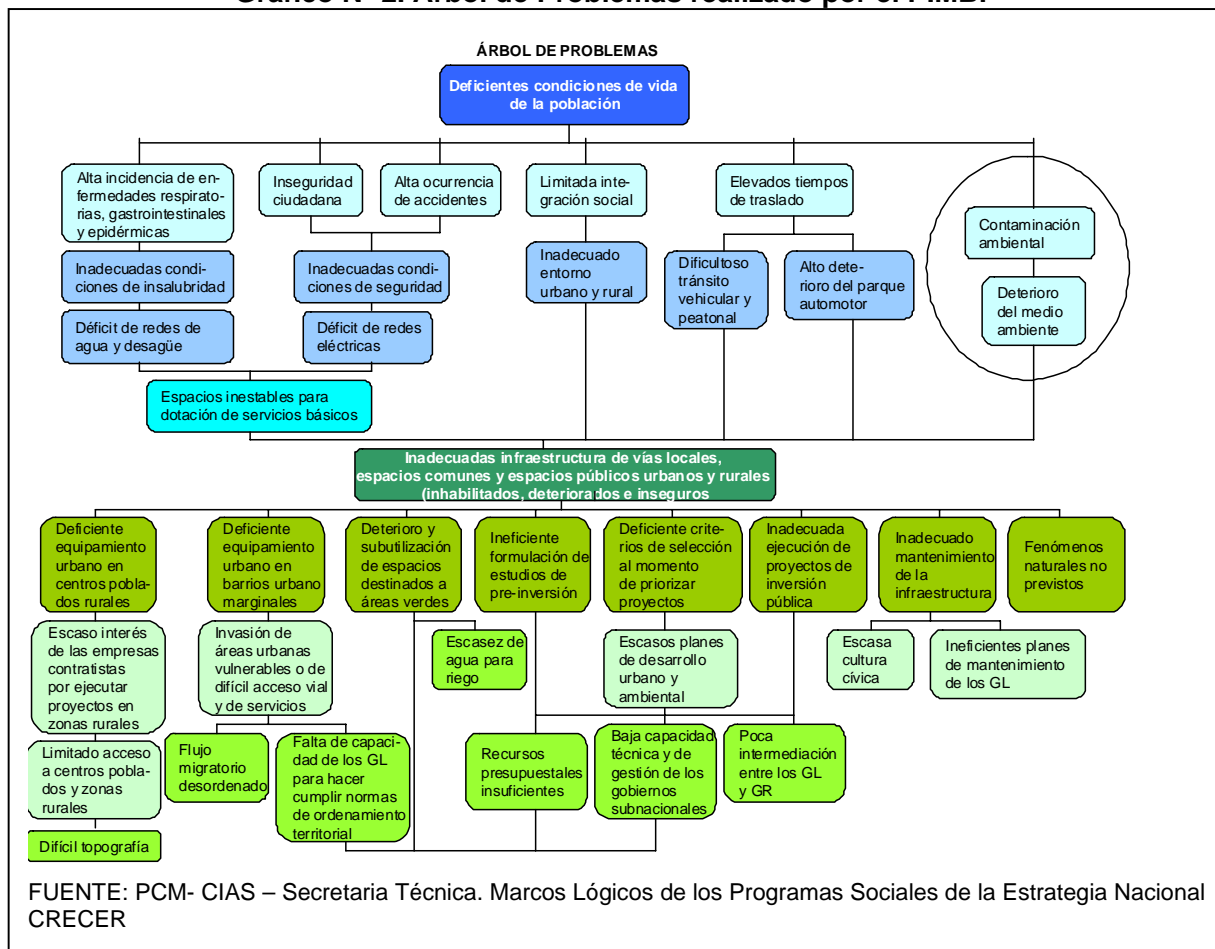 ÁRBOL DE PROBLEMAS
Deficientes condiciones de vida
de la población
Alta incidencia de en-
fermedades respirato-
rias, gastrointestinales
y epidérmicas
Inseguridad
ciudadana
Alta ocurrencia
de accidentes
Limitada inte-
gración social
Elevados tiempos
de traslado
Contaminación
ambiental
Inadecuadas condi-
ciones de insalubridad
Inadecuadas condi-
ciones de seguridad
Inadecuado
entorno
urbano y rural
Dificultoso
tránsito
vehicular y
peatonal
Alto dete-
rioro del parque
automotor
Deterioro
del medio
ambiente
Déficit de redes de
agua y desagüe
Déficit de redes
eléctricas
Espacios inestables para
dotación de servicios básicos
Inadecuadas infraestructura de vías locales,
espacios comunes y espacios públicos urbanos y rurales
(inhabilitados, deteriorados e inseguros
Deficiente
equipamiento
urbano en
centros pobla-
dos rurales
Deficiente
equipamiento
urbano en
barrios urbano
marginales
Deterioro y
subutilización
de espacios
destinados a
áreas verdes
Ineficiente
formulación de
estudios de
pre-inversión
Deficiente crite-
rios de selección
al momento
de priorizar
proyectos
Inadecuada
ejecución de
proyectos de
inversión
pública
Inadecuado
mantenimiento
de la
infraestructura
Fenómenos
naturales no
previstos
Escaso interés
de las empresas
contratistas
por ejecutar
proyectos en
zonas rurales
Invasión de
áreas urbanas
vulnerables o de
difícil acceso vial
y de servicios
Escasez de
agua para
riego
Escasos planes
de desarrollo
urbano y
ambiental
Escasa
cultura
cívica
Ineficientes planes
de mantenimiento
de los GL
Limitado acceso
a centros pobla-
dos y zonas
rurales
Flujo
migratorio
desordenado
Falta de capaci-
dad de los GL
para hacer
cumplir normas
de ordenamiento
territorial
Recursos
presupuestales
insuficientes
Baja capacidad
técnica y de
gestión de los
gobiernos
subnacionales
Poca
intermediación
entre los GL
y GR
Difícil topografía
FUENTE: PCM- CIAS – Secretaria Técnica. Marcos Lógicos de los Programas Sociales de la Estrategia Nacional
CRECER